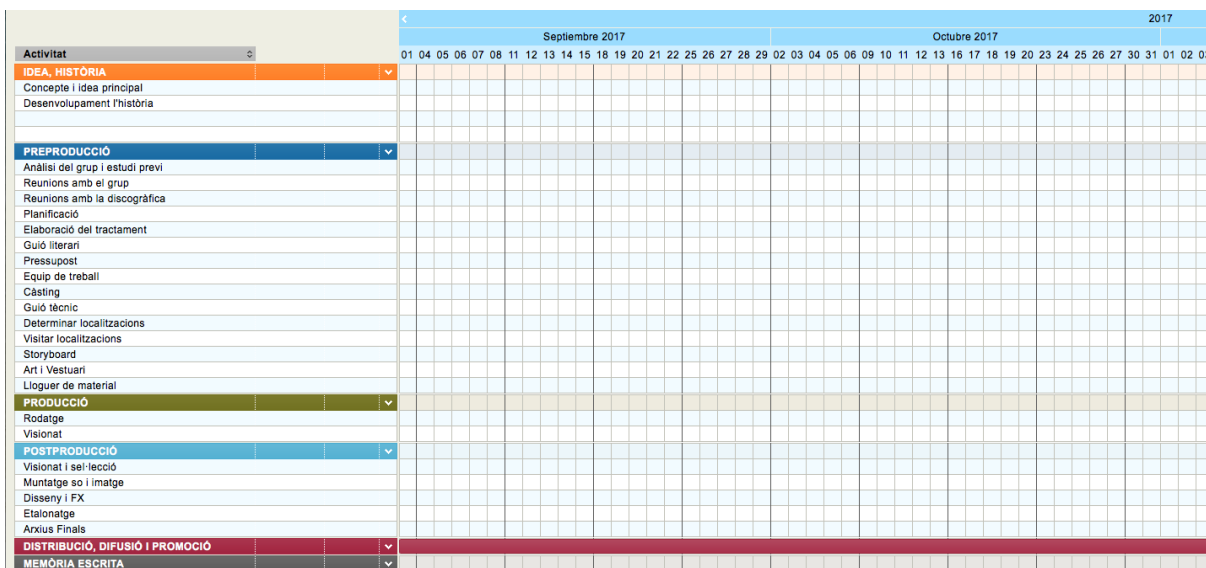 2017
Septiembre 2017 Octubre 2017
Activitat 01 04 05 06 07 08 11 12 13 14 15 18 19 20 21 22 25 26 27 28 29 02 03 04 05 06 09 10 11 12 13 16 17 18 19 20 23 24 25 26 27 30 31 01 02
IDEA, HISTÒRIA
Concepte i idea principal
Desenvolupament l'història
PREPRODUCCIÓ
Anàlisi del grup i estudi previ
Reunions amb el grup
Reunions amb la discogràfica
Planificació
Elaboració del tractament
Guió literari
Pressupost
Equip de treball
Càsting
Guió tècnic
Determinar localitzacions
Visitar localitzacions
Storyboard
Art i Vestuari
Lloguer de material
PRODUCCIÓ
Rodatge
Visionat
POSTPRODUCCIÓ
Visionat i sel·lecció
Muntatge so i imatge
Disseny i FX
Etalonatge
Arxius Finals
DISTRIBUCIÓ, DIFUSIÓ I PROMOCIÓ
MEMÒRIA ESCRITA